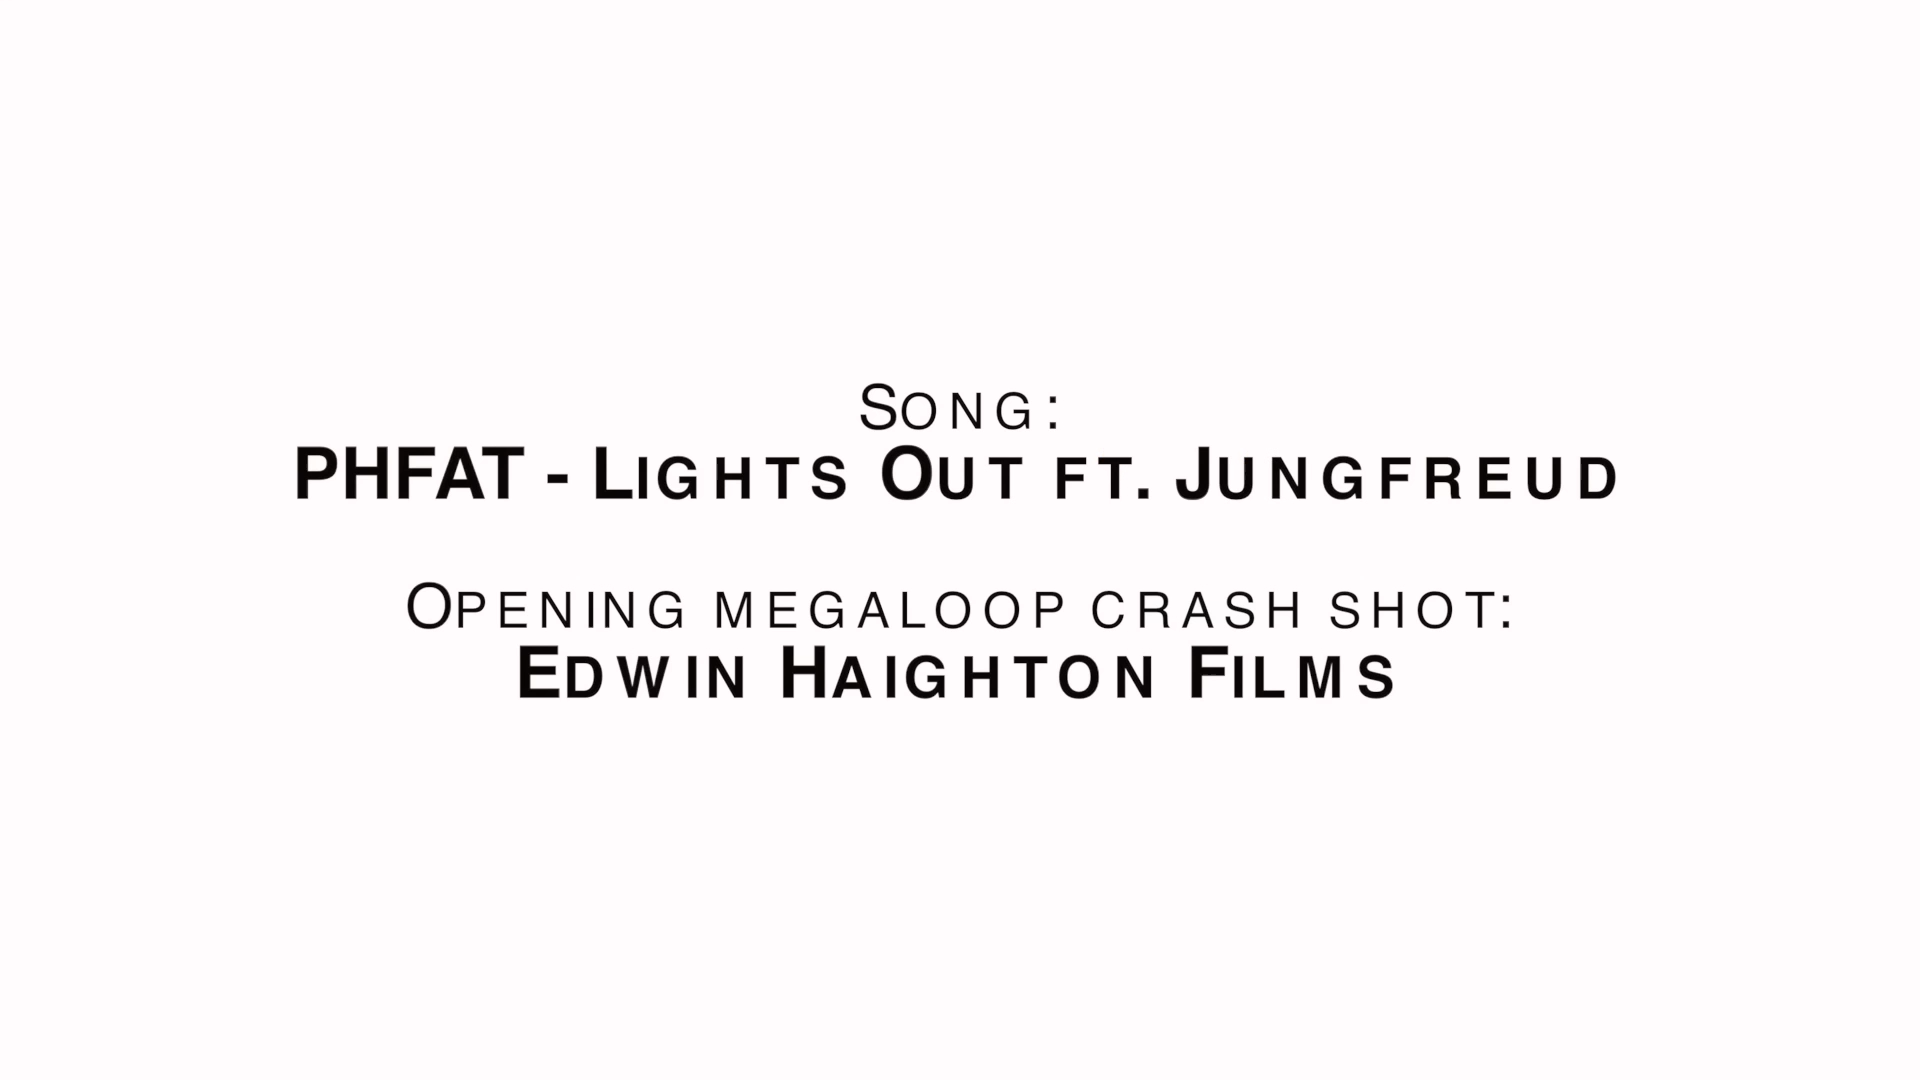 Song:
PHFAT - Lights Out ft. Jungfreud
Opening megaloop crash shot:
Edwin Haighton Films